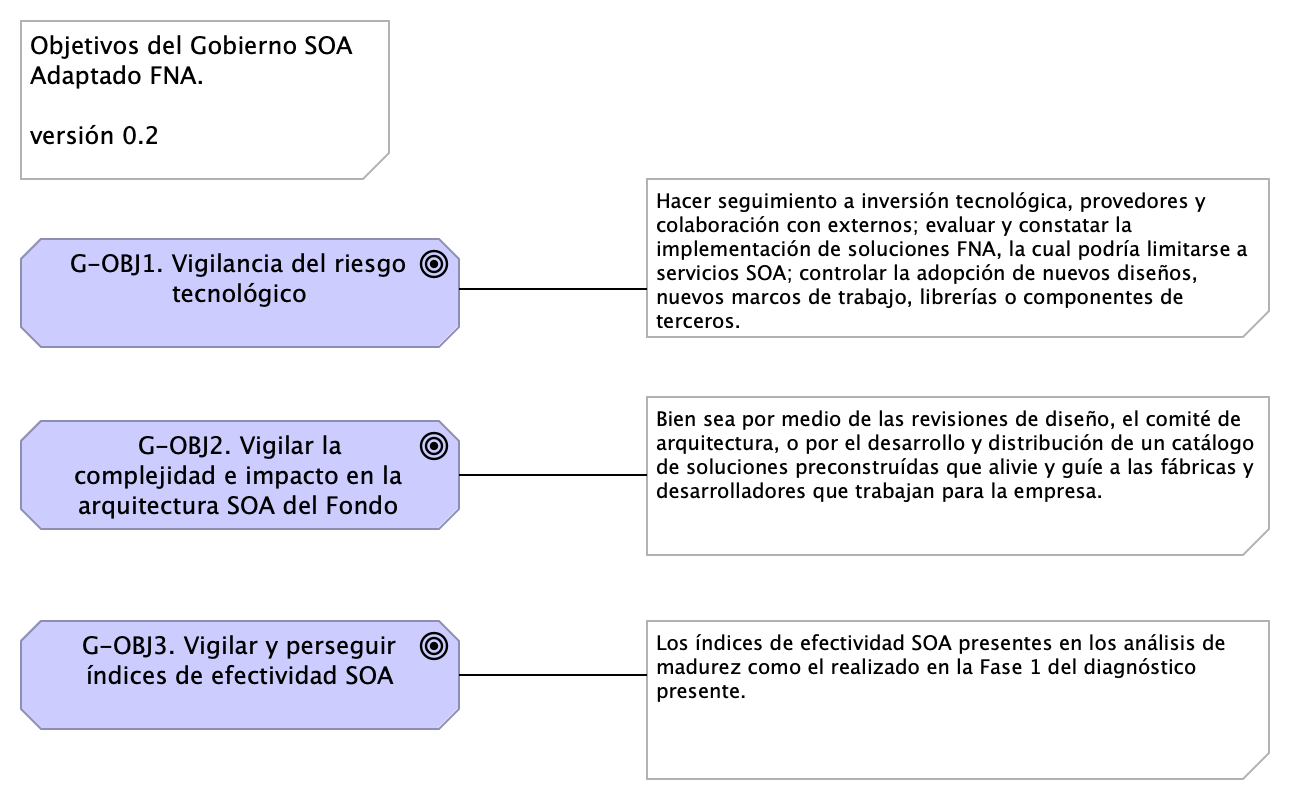 Objetivos del Gobierno SOA
Adaptado FNA.
versión 0.2
G-OBJ1. Vigilancia del riesgo
tecnológico
Hacer seguimiento a inversión tecnológica, provedores y
colaboración con externos; evaluar y constatar la
implementación de soluciones FNA, la cual podría limitarse a
servicios SOA; controlar la adopción de nuevos diseños,
nuevos marcos de trabajo, librerías o componentes de
terceros.
G-OBJ2. Vigilar la
complejidad e impacto en la
arquitectura SOA del Fondo
Bien sea por medio de las revisiones de diseño, el comité de
arquitectura, o por el desarrollo y distribución de un catálogo
de soluciones preconstruídas que alivie y guíe a las fábricas y
desarrolladores que trabajan para la empresa.
G-OBJ3. Vigilar y perseguir
índices de efectividad SOA
Los índices de efectividad SOA presentes en los análisis de
madurez como el realizado en la Fase 1 del diagnóstico
presente.